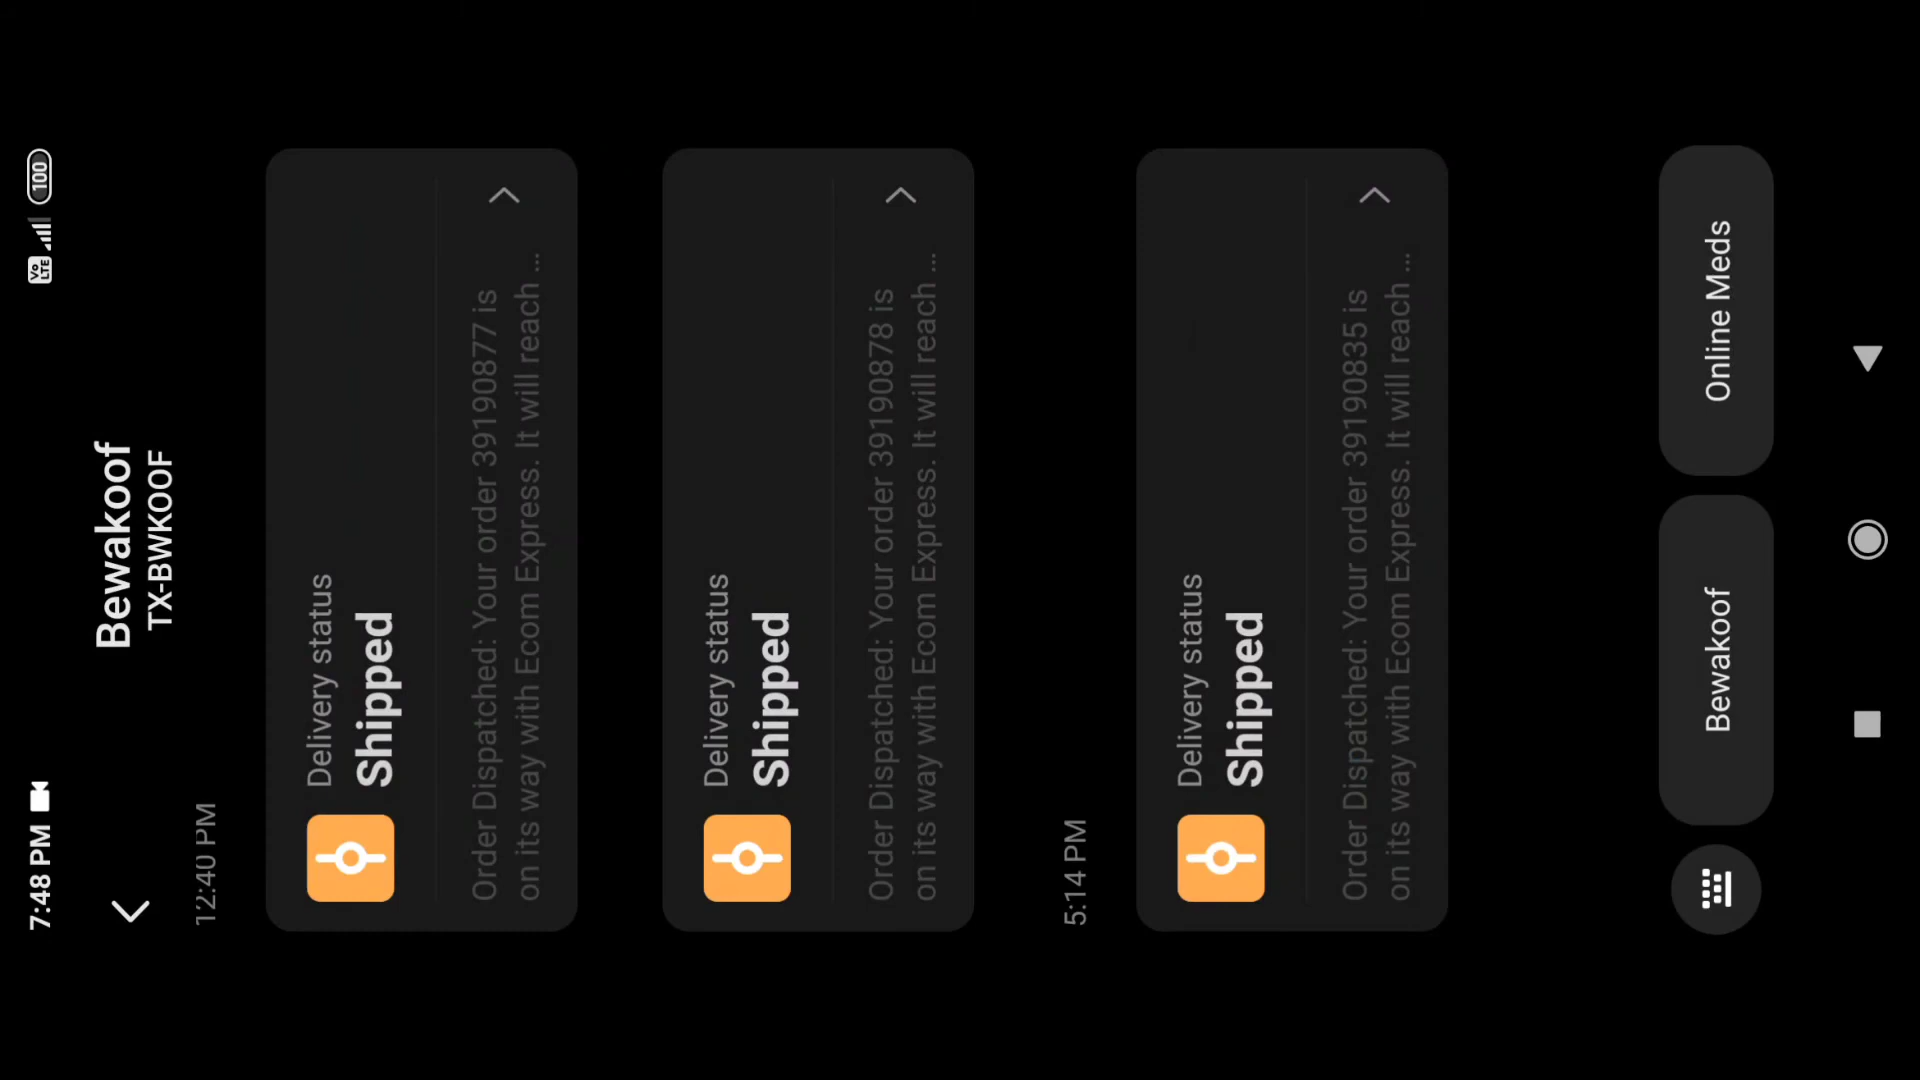 7:48 PM
Vo LTE
100
Bewakoof
TX-BWKOOF
12:40 PM
Delivery status
Shipped
Order Dispatched: Your order 39190877 is
on its way with Ecom Express. It will reach ...
Delivery status
Shipped
Order Dispatched: Your order 39190878 is
on its way with Ecom Express. It will reach ...
5:14 PM
Delivery status
Shipped
Order Dispatched: Your order 39190835 is
on its way with Ecom Express. It will reach ...
Bewakoof
Online Meds